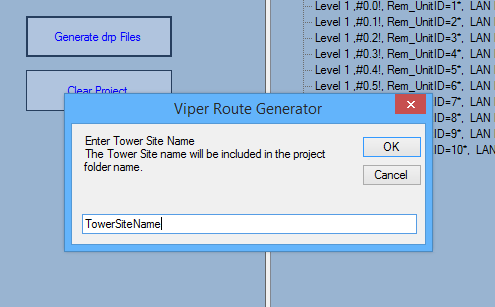 Generate drp Files
Clear Project
Level 1 ,#0.0!, Rem_UnitID=1*, LAN
Level 1 ,#0.1!, Rem_UnitID=2*, LAN
Level 1 ,#0.2!, Rem_UnitID=3*, LAN
Level 1 ,#0.3!, Rem_UnitID=4*, LAN
Level 1 ,#0.4!, Rem_UnitID=5*, LAN
Level 1 ,#0.5!, Rem_UnitID=6*, LAN
ID=7*, LAN
ID=8*, LAN
ID=9*, LAN
ID=10*, LAN
Viper Route Generator
Enter Tower Site Name
The Tower Site name will be included in the project
folder name.
OK
Cancel
TowerSiteName